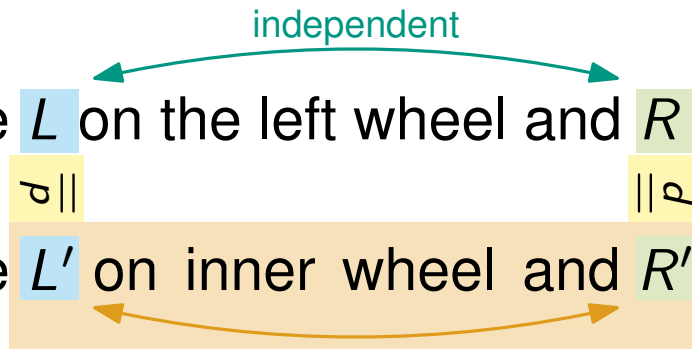 independent
e L on the left wheel and R
d = d =
e L′ on inner wheel and R′